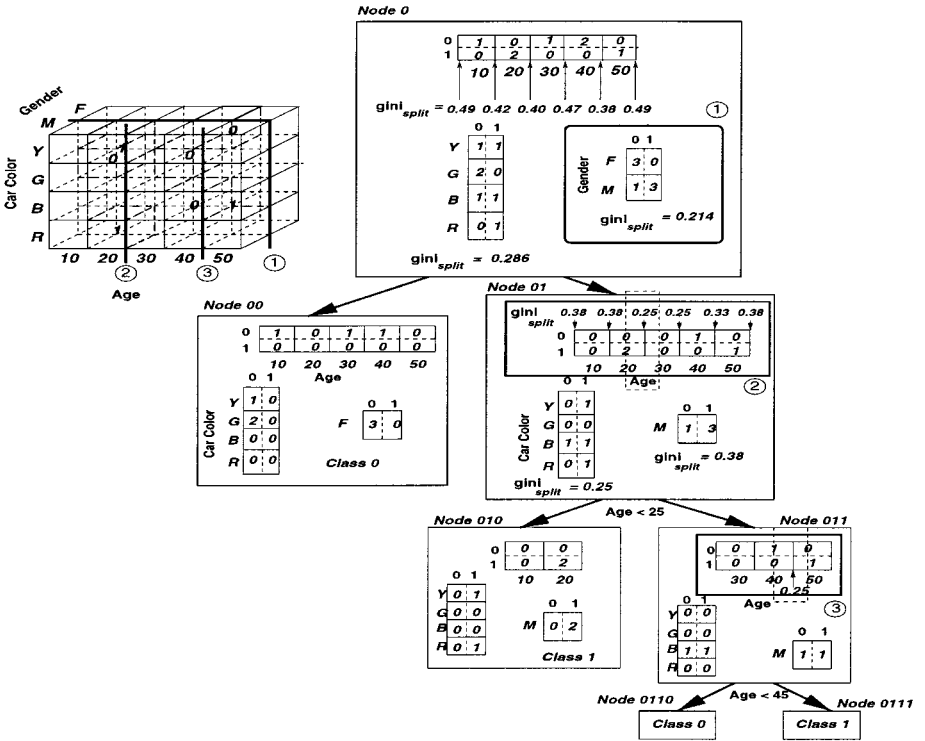 Node 0
0 1 0 1 2 0
1 0 2 0 0 1
10 20 30 40 50
gini split = 0.49 0.42 0.40 0.47 0.38 0.49
①
0 1
Y 1 1
G 2 0
B 1 1
R 0 1
gini split = 0.286
0 1
Gender
F 3 0
M 1 3
gini split = 0.214
Gender
F
M
Car Color
Y
G
B
R
0
1
0
0 1
1
10 20 30 40 50
② ③ ①
Age
Node 00
0 1 0 1 1 0
1 0 0 0 0 0
10 20 30 40 50
Age
0 1
Car Color
Y 1 0
G 2 0
B 0 0
R 0 0
0 1
F 3 0
Class 0
Node 01
gini split 0.38 0.38 0.25 0.25 0.33 0.38
0 0 0 0 1 0
1 0 2 0 0 1
10 20 30 40 50
Age
②
0 1
Car Color
Y 0 1
G 0 0
B 1 1
R 0 1
gini split = 0.25
0 1
M 1 3
gini split = 0.38
Age < 25
Node 010
0 0 0
1 0 2
10 20
0 1
Y 0 1
G 0 0
B 0 0
R 0 1
0 1
M 0 2
Class 1
Node 011
0 0 1 0
1 0 0 1
30 40 50
0.25
Age
③
0 1
Y 0 0
G 0 0
B 1 1
R 0 0
0 1
M 1 1
Age < 45
Node 0110
Class 0
Node 0111
Class 1